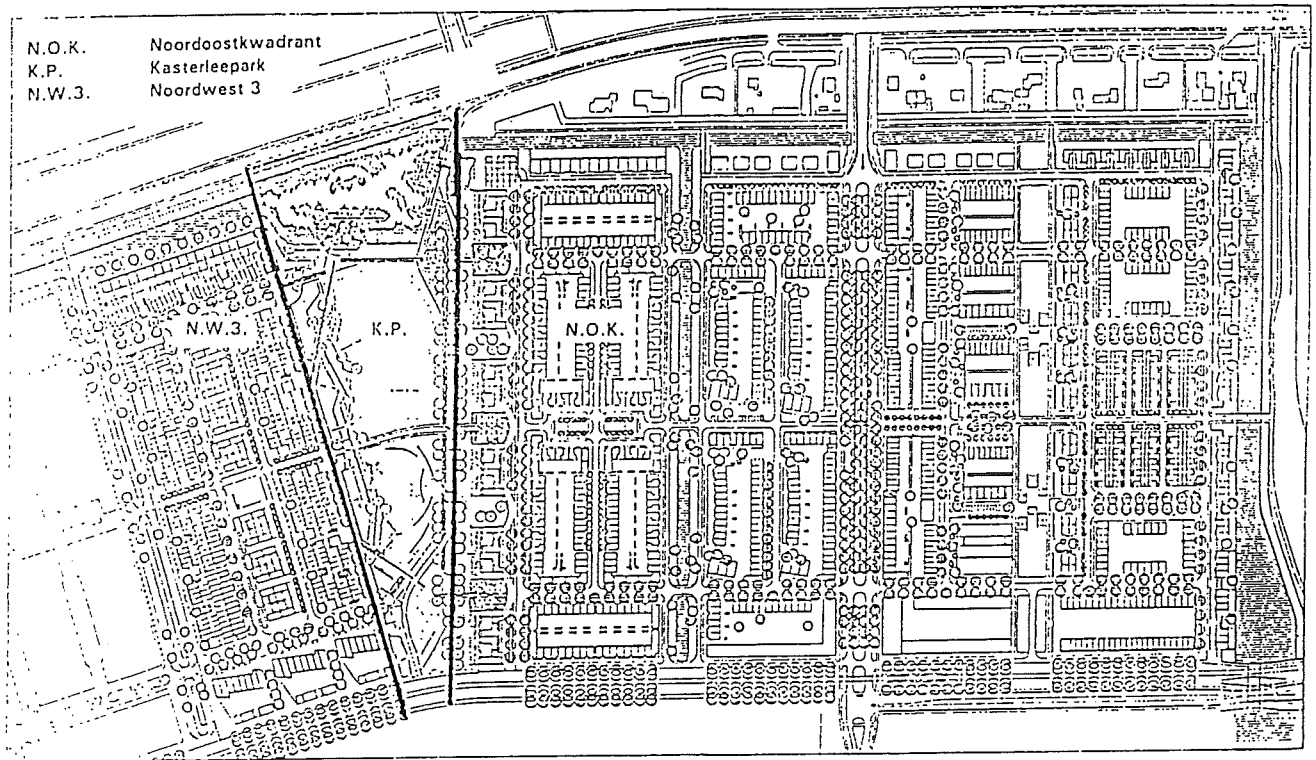 N.O.K. Noordoostkwadrant
K.P. Kasterleepark
N.W.3. Noordwest 3
N.W.3.
K.P.
N.O.K.